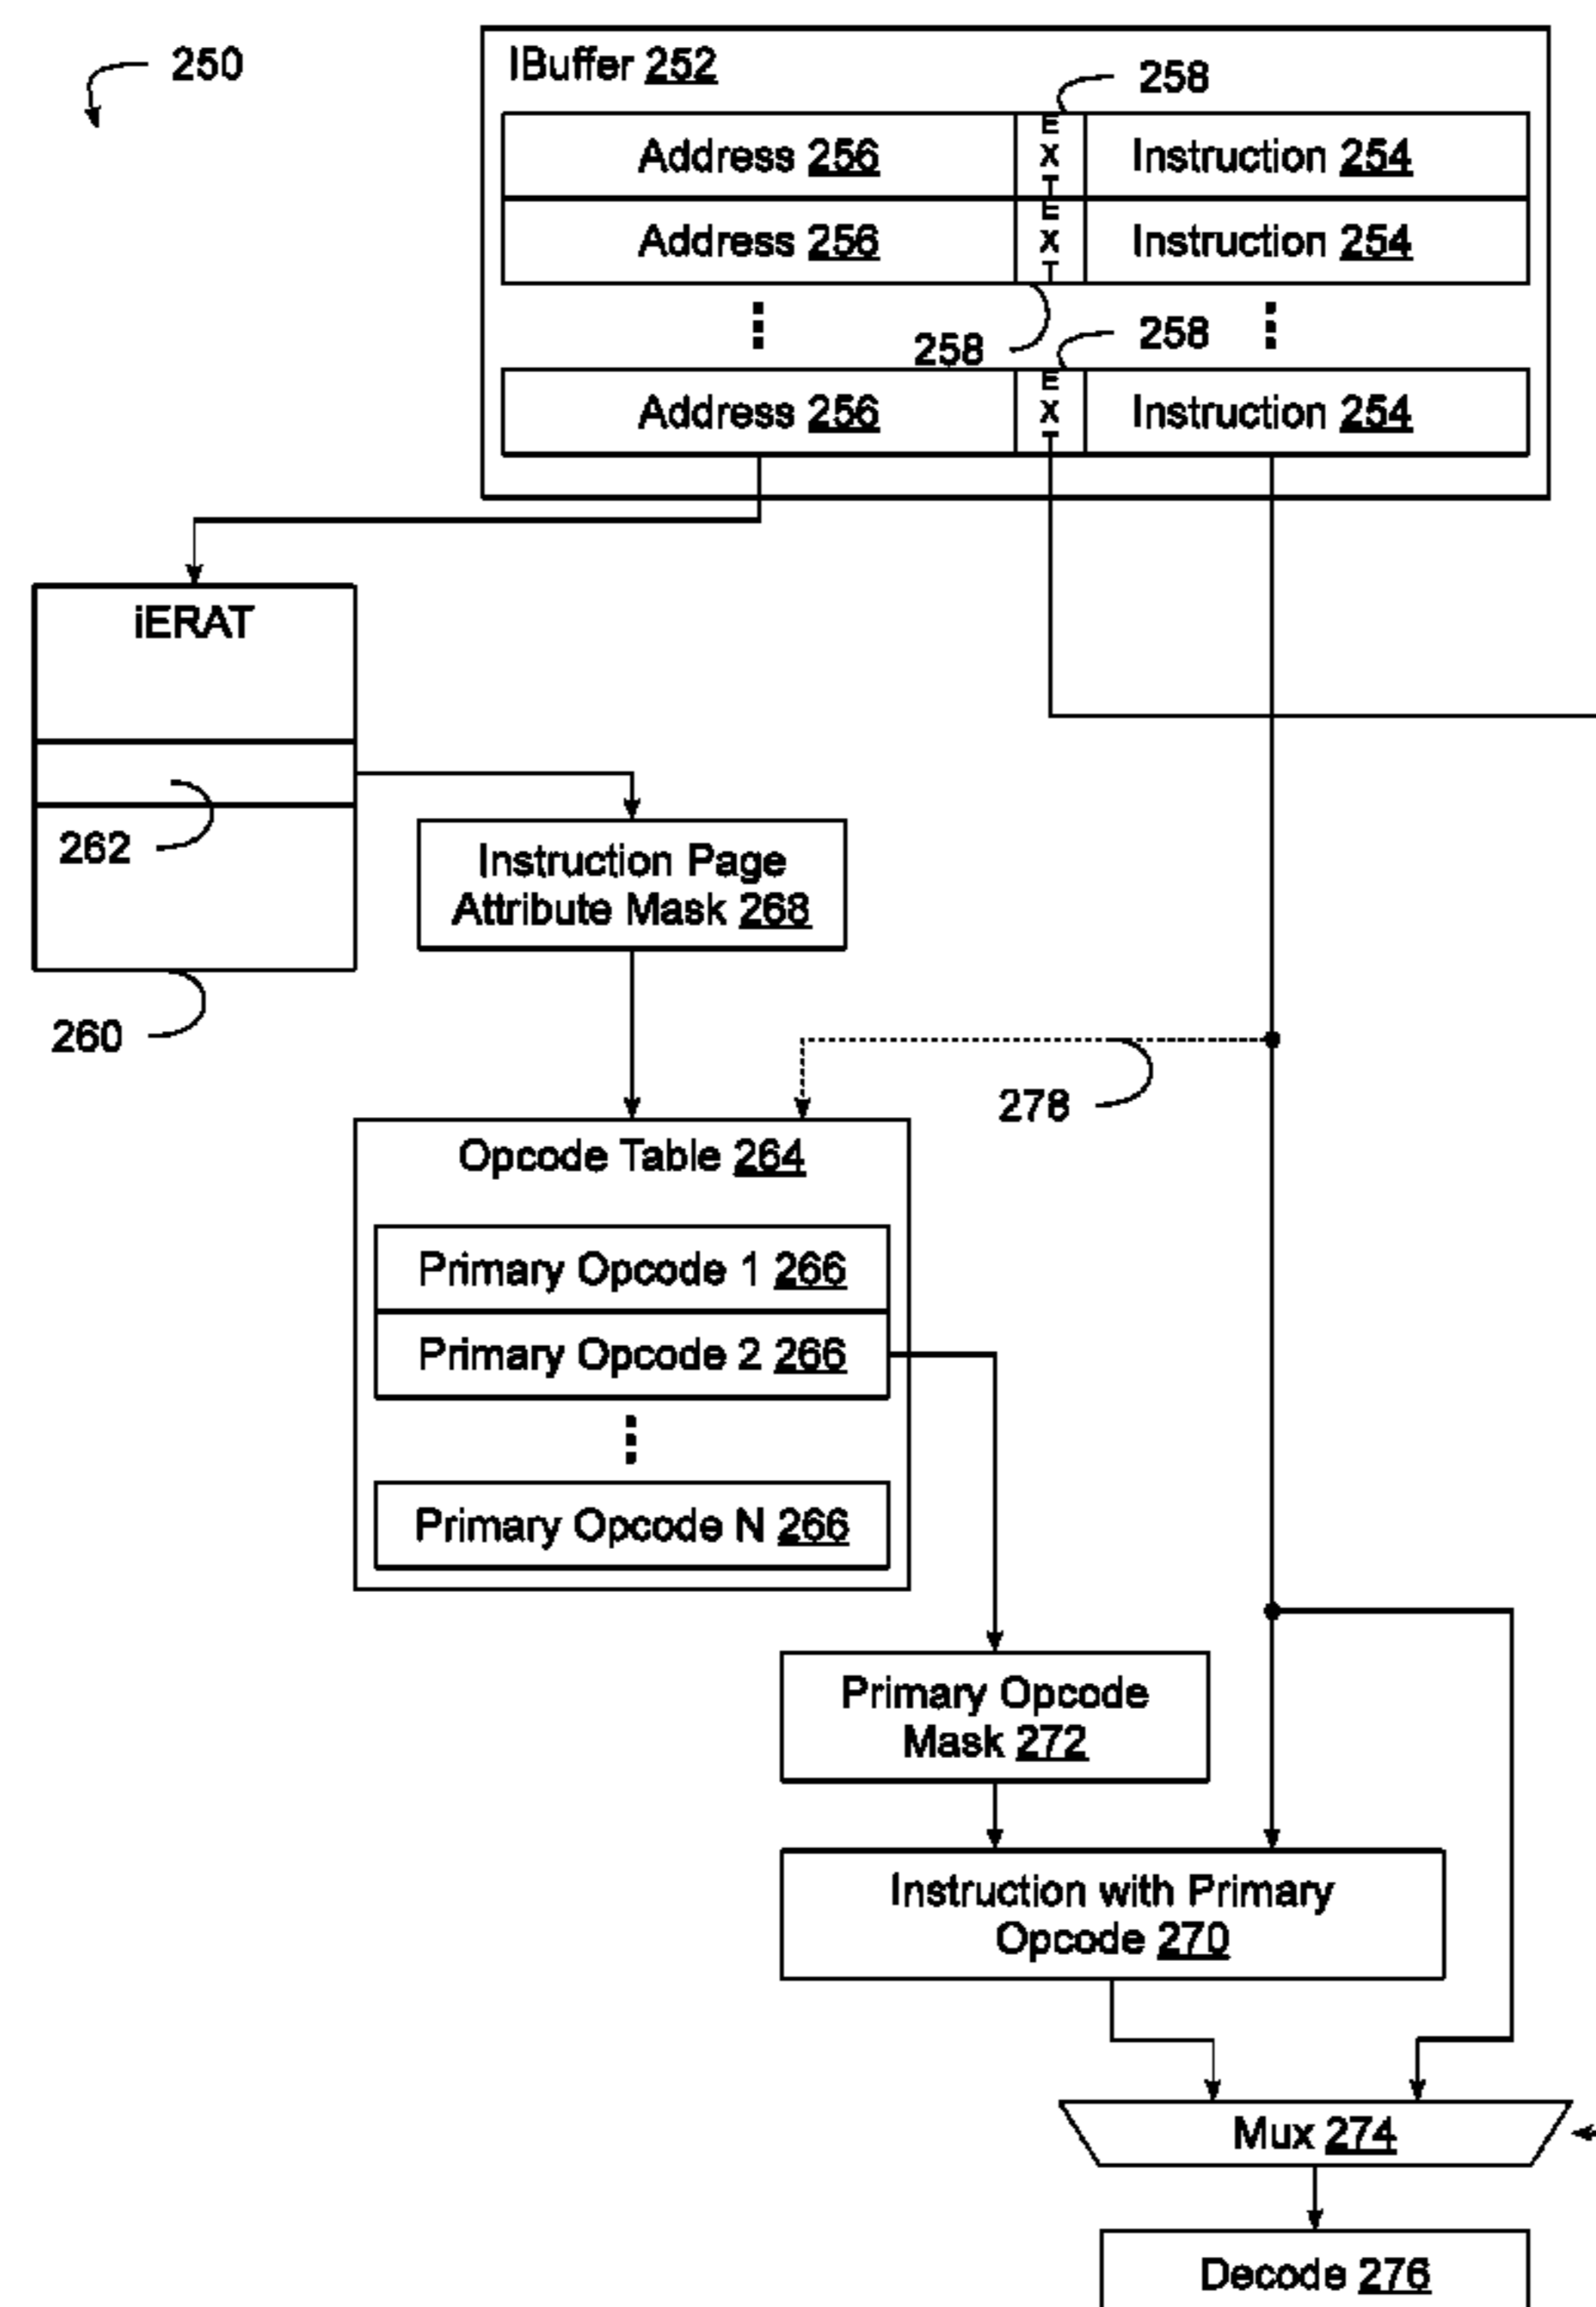 250
IBuffer 252
258
Address 256
EXT
Instruction 254
Address 256
EXT
Instruction 254
258
258
Address 256
EXT
Instruction 254
iERAT
262
260
Instruction Page
Attribute Mask 268
278
Opcode Table 264
Primary Opcode 1 266
Primary Opcode 2 266
Primary Opcode N 266
Primary Opcode
Mask 272
Instruction with Primary
Opcode 270
Mux 274
Decode 276